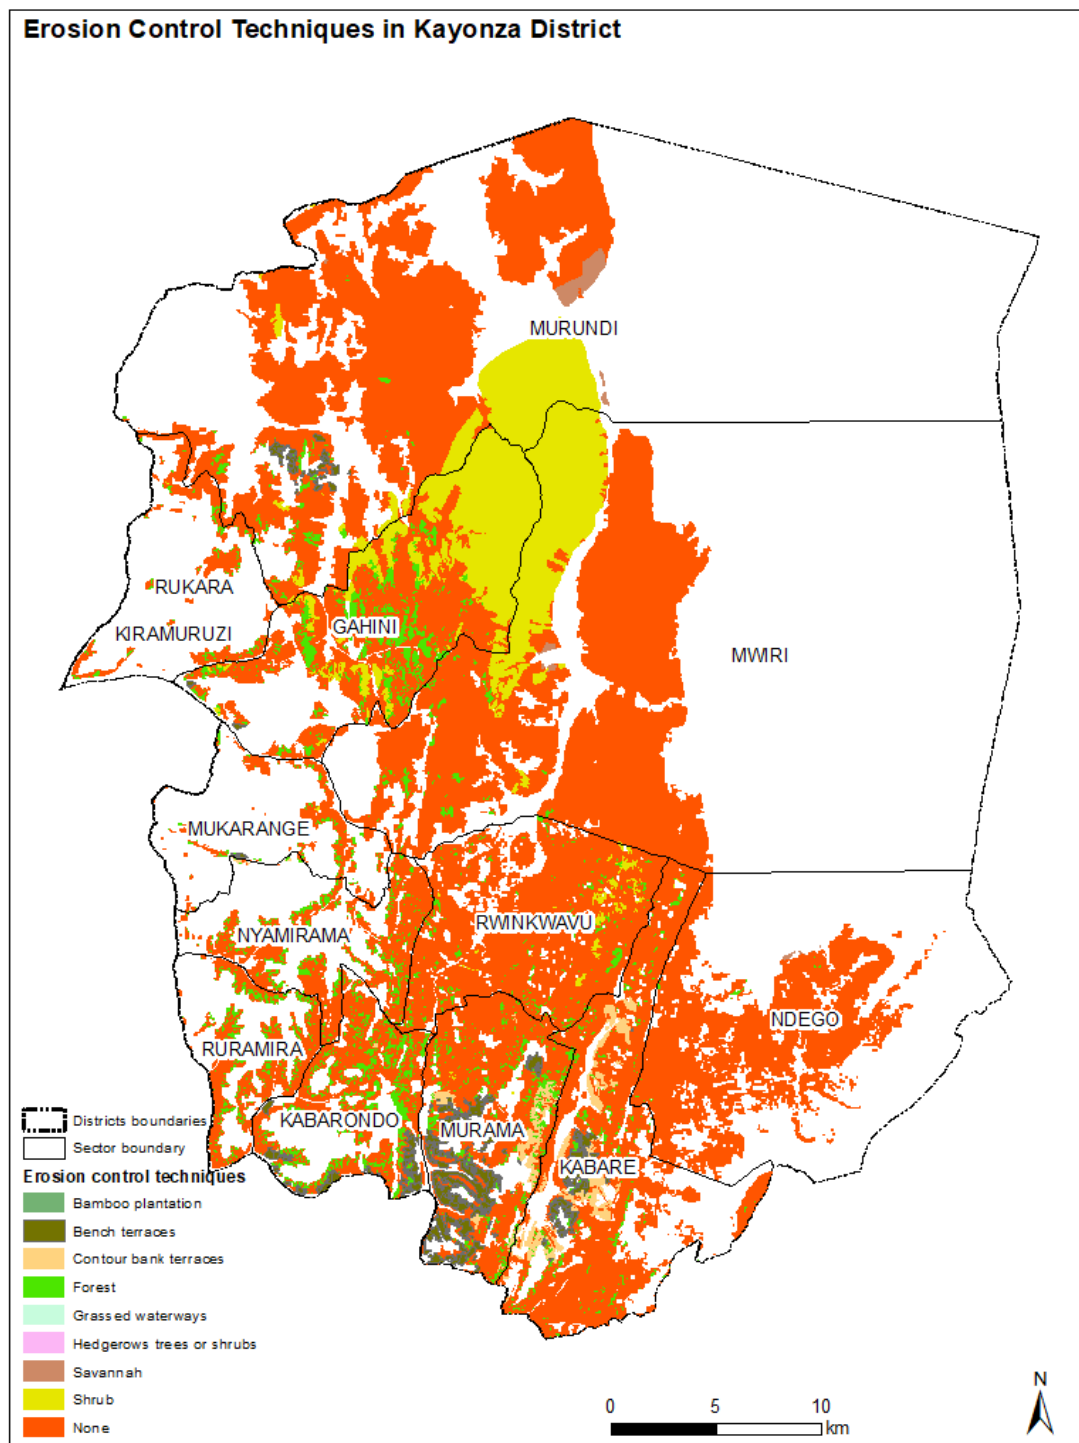 Erosion Control Techniques in Kayonza District
MURUNDI
RUKARA
KIRAMURUZI
GAHINI
MWIRI
MUKARANGE
NYAMIRAMA
RWINKWAVU
NDEGO
RURAMIRA
KABARONDO
MURAMA
KABARE
Districts boundaries
Sector boundary
Erosion control techniques
Bamboo plantation
Bench terraces
Contour bank terraces
Forest
Grassed waterways
Hedgerows trees or shrubs
Savannah
Shrub
None
0 5 10
km
N